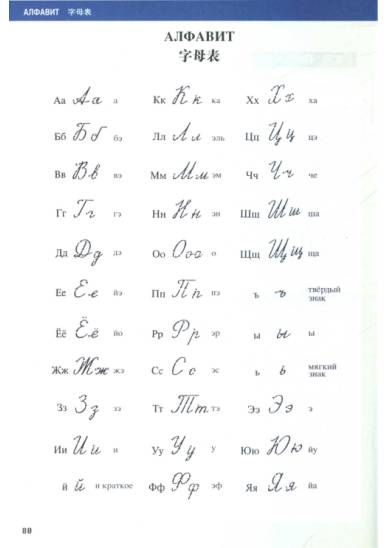 АЛФАВИТ 字母表
АЛФАВИТ
字母表
Аа А а а Кк К к ка Хх Х х ха
Бб Б б бэ Лл Л л эль Цц Ц ц цэ
Вв В в вэ Мм М м эм Чч Ч ч че
Гг Г г гэ Нн Н н эн Шш Ш ш ша
Дд Д д дэ Оо О о о о Щщ Щ щ щ ща
Ее Е е йэ Пп П п пэ ъ ъ твёрдый знак
Ёё Ё ё йо Рр Р р эр ы ы ы
Жж Ж ж жэ Сс С с эс ь ь мягкий знак
Зз З з зэ Тт Т т тэ Ээ Э э э
Ии И и и Уу У у у Юю Ю ю йу
й й и краткое Фф Ф ф эф Яя Я я йа
80